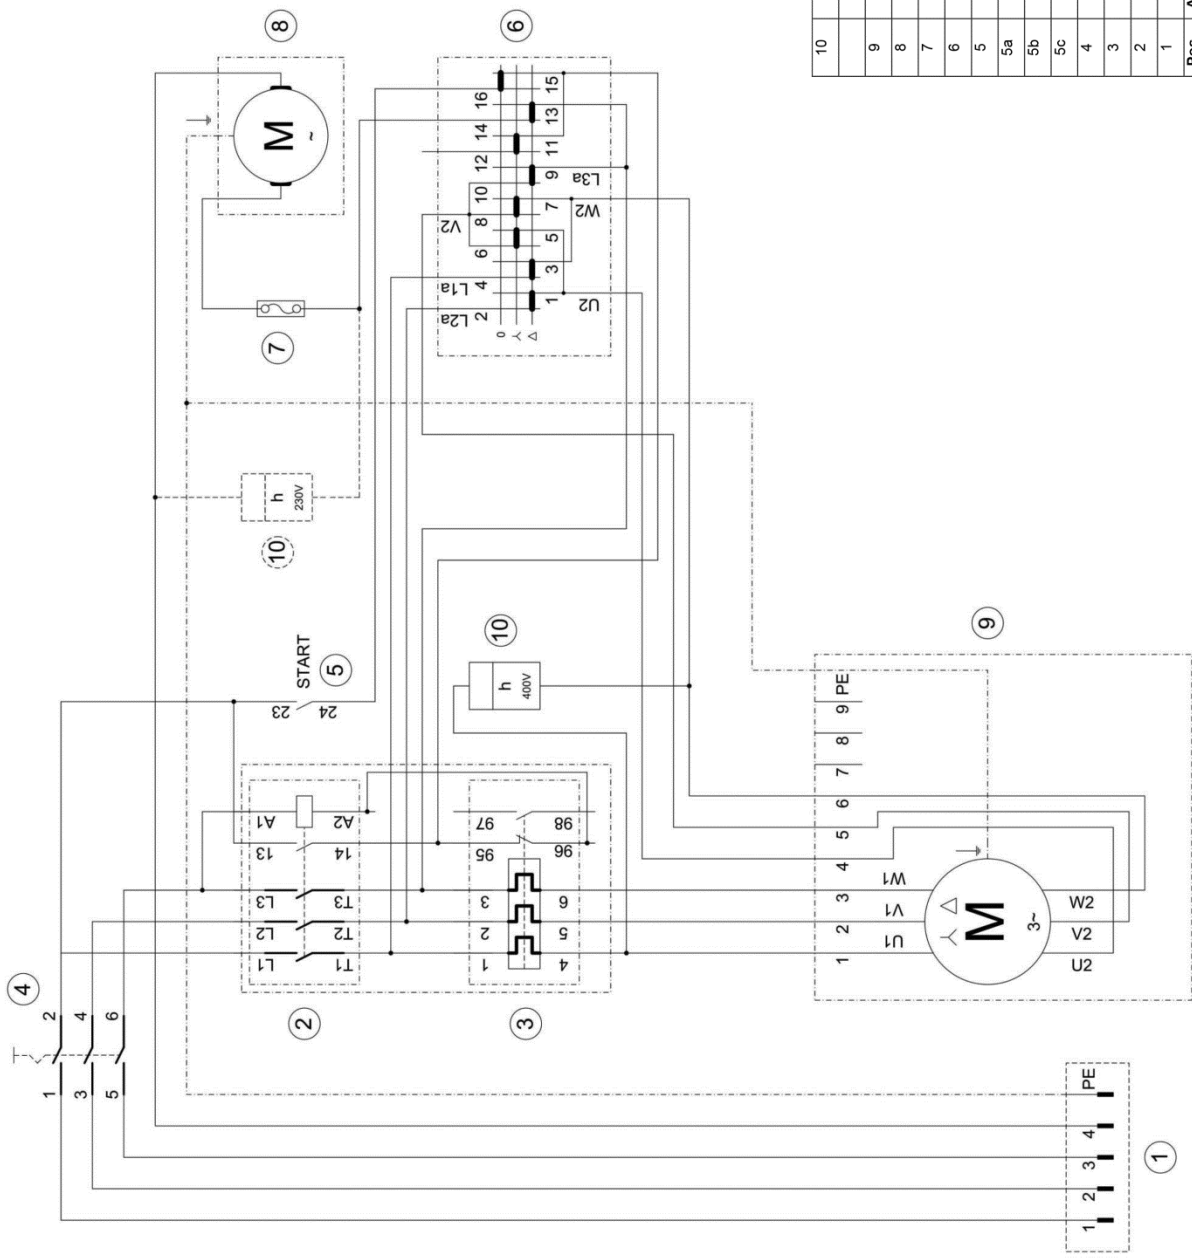 8
M
~
6
16
15
14
13
12
11
10
9
8
7
6
5
4
3
2
1
V2
L3a
W2
L1a
L2a
U2
0
Y
Δ
7
10
h
230V
START
5
23
24
10
h
400V
2
A1
A2
13
14
L3
T3
L2
T2
L1
T1
3
97
98
95
96
3
6
2
5
1
4
4
2
4
6
1
3
5
9
PE
9
8
7
6
5
4
3
2
1
W1
V1
U1
Y Δ
M
3~
W2
V2
U2
1
PE
4
3
2
1
10
9
8
7
6
5
5a
5b
5c
4
3
2
1